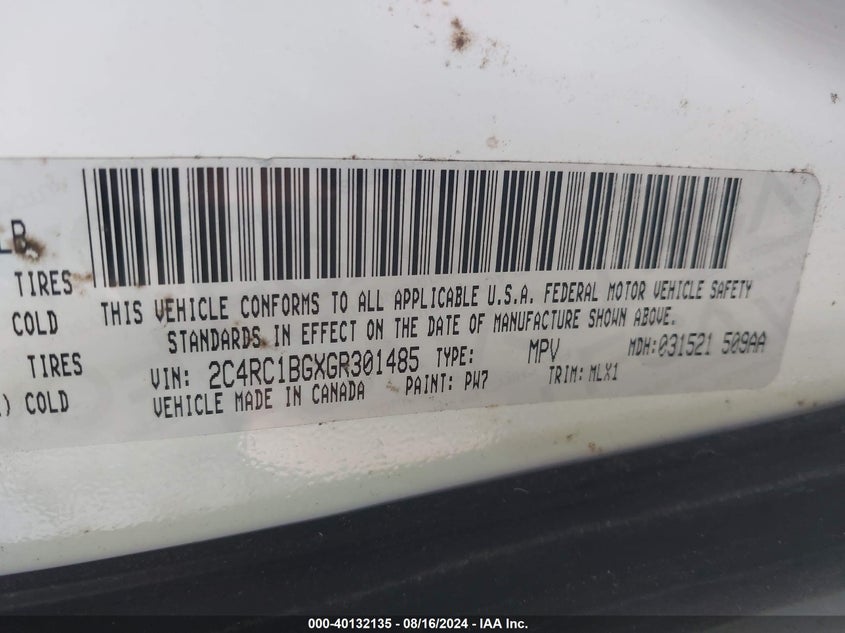 LB
TIRES
COLD
TIRES
) COLD
THIS VEHICLE CONFORMS TO ALL APPLICABLE U.S.A. FEDERAL MOTOR VEHICLE SAFETY
STANDARDS IN EFFECT ON THE DATE OF MANUFACTURE SHOWN ABOVE.
VIN: 2C4RC1BGXGR301485 TYPE: MPV MDH:031521 509AA
VEHICLE MADE IN CANADA PAINT: PW7 TRIM: MLX1
000-40132135 - 08/16/2024 - IAA Inc.